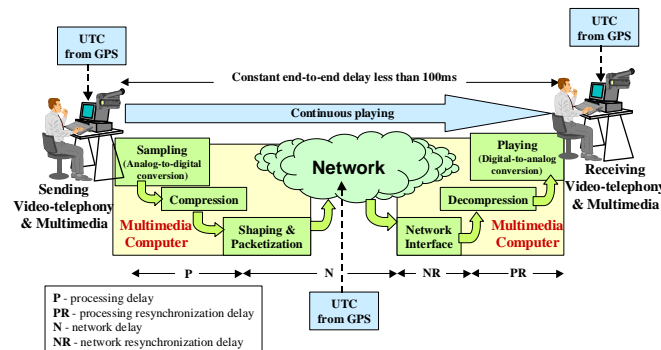 UTC
from GPS
UTC
from GPS
Constant end-to-end delay less than 100ms
Continuous playing
Sending
Video-telephony
& Multimedia
Sampling
(Analog-to-digital
conversion)
Compression
Shaping &
Packetization
Multimedia
Computer
Network
Network
Interface
Decompression
Playing
(Digital-to-analog
conversion)
Multimedia
Computer
Receiving
Video-telephony
& Multimedia
P
N
NR
PR
UTC
from GPS
P - processing delay
PR - processing resynchronization delay
N - network delay
NR - network resynchronization delay